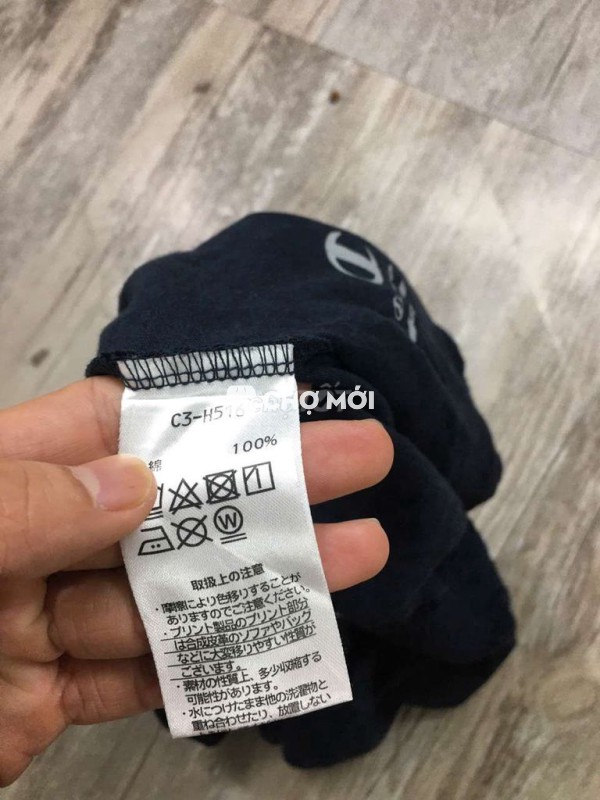 CHỢ MỚI
C3-H516
綿 100%
W
取扱上の注意
・摩擦により色移りすることが
ありますのでご注意ください。
・プリント製品のプリント部分
は合成皮革のソファやバッグ
などに大変移りやすい性質が
ございます。
・素材の性質上、多少収縮する
可能性があります。
・水につけたまま他の洗濯物と
重ね合わせたり、放置しない